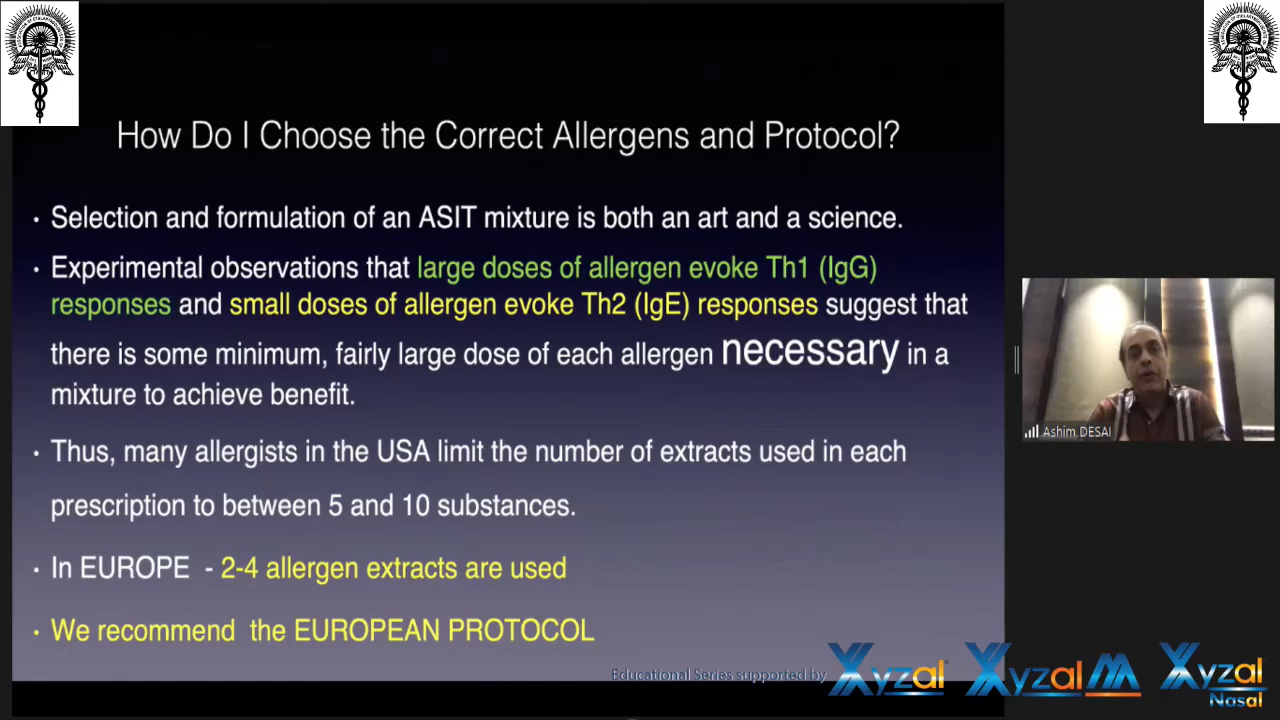 How Do I Choose the Correct Allergens and Protocol?
• Selection and formulation of an ASIT mixture is both an art and a science.
• Experimental observations that large doses of allergen evoke Th1 (IgG)
responses and small doses of allergen evoke Th2 (IgE) responses suggest that
there is some minimum, fairly large dose of each allergen necessary in a
mixture to achieve benefit.
• Thus, many allergists in the USA limit the number of extracts used in each
prescription to between 5 and 10 substances.
• In EUROPE - 2-4 allergen extracts are used
• We recommend the EUROPEAN PROTOCOL
Ashim DESAI
Educational Series supported by
Xyzal
Xyzal M
Xyzal
Nasal